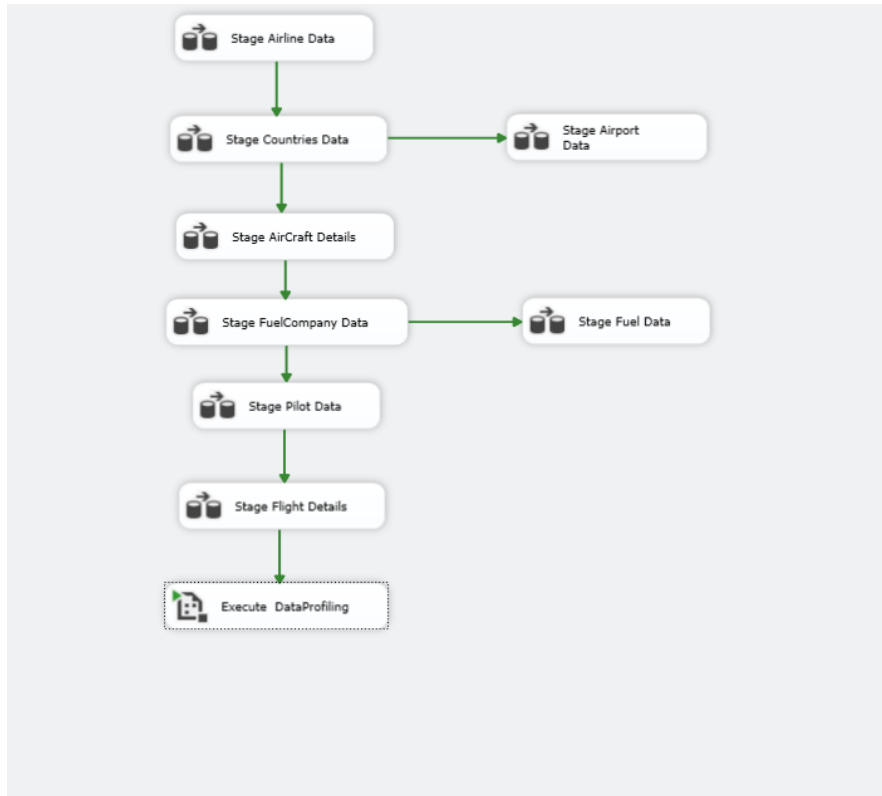 Stage Airline Data
Stage Countries Data
Stage Airport
Data
Stage AirCraft Details
Stage FuelCompany Data
Stage Fuel Data
Stage Pilot Data
Stage Flight Details
Execute  DataProfiling